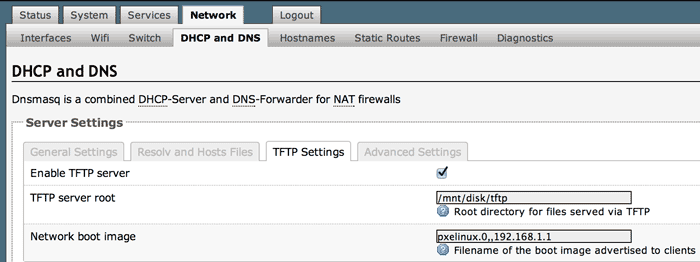 Status System Services Network Logout
Interfaces Wifi Switch DHCP and DNS Hostnames Static Routes Firewall Diagnostics
DHCP and DNS
Dnsmasq is a combined DHCP-Server and DNS-Forwarder for NAT firewalls
Server Settings
General Settings Resolv and Hosts Files TFTP Settings Advanced Settings
Enable TFTP server
TFTP server root /mnt/disk/tftp
Root directory for files served via TFTP
Network boot image pxelinux.0,,192.168.1.1
Filename of the boot image advertised to clients